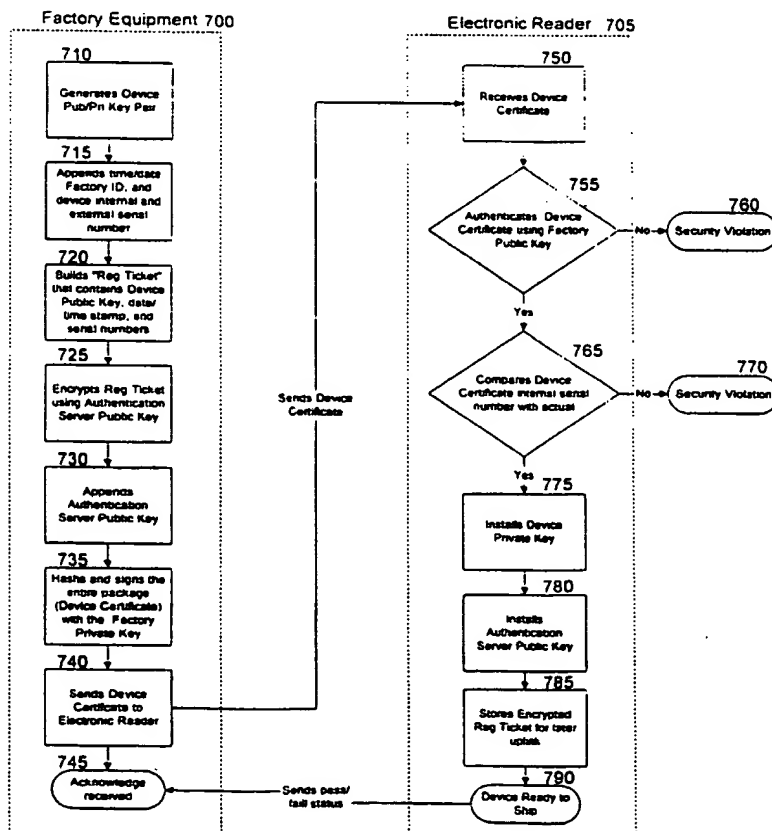 Factory Equipment 700
710
Generates Device
Pub/Pri Key Pair
715
Appends time/date
Factory ID, and
device internal and
external serial
number
720
Builds "Reg Ticket"
that contains Device
Public Key, date/
time stamp, and
serial numbers
725
Encrypts Reg Ticket
using Authentication
Server Public Key
730
Appends
Authentication
Server Public Key
735
Hashs and signs the
entire package
(Device Certificate)
with the Factory
Private Key
740
Sends Device
Certificate to
Electronic Reader
745
Acknowledge
received
Sends Device
Certificate
Sends pass/
fail status
Electronic Reader 705
750
Receives Device
Certificate
755
Authenticates Device
Certificate using Factory
Public Key
No
760
Security Violation
Yes
765
Compares Device
Certificate internal serial
number with actual
No
770
Security Violation
Yes
775
Installs Device
Private Key
780
Installs
Authentication
Server Public Key
785
Stores Encrypted
Reg Ticket for later
uplink
790
Device Ready to
Ship